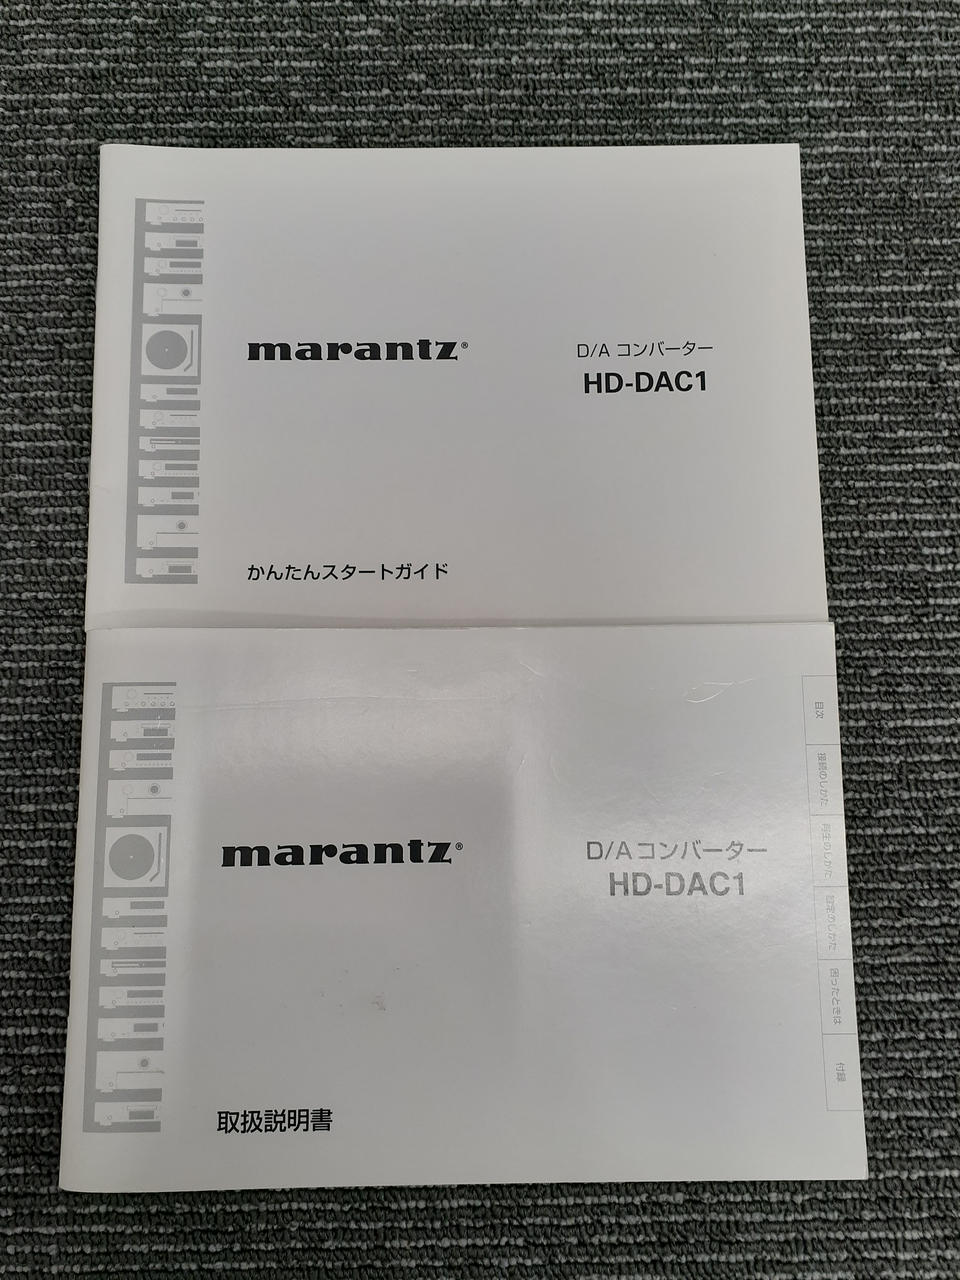 marantz®
D/A コンバーター
HD-DAC1
かんたんスタートガイド
marantz®
D/A コンバーター
HD-DAC1
取扱説明書
目次
接続のしかた
再生のしかた
設定のしかた
困ったときは
付録